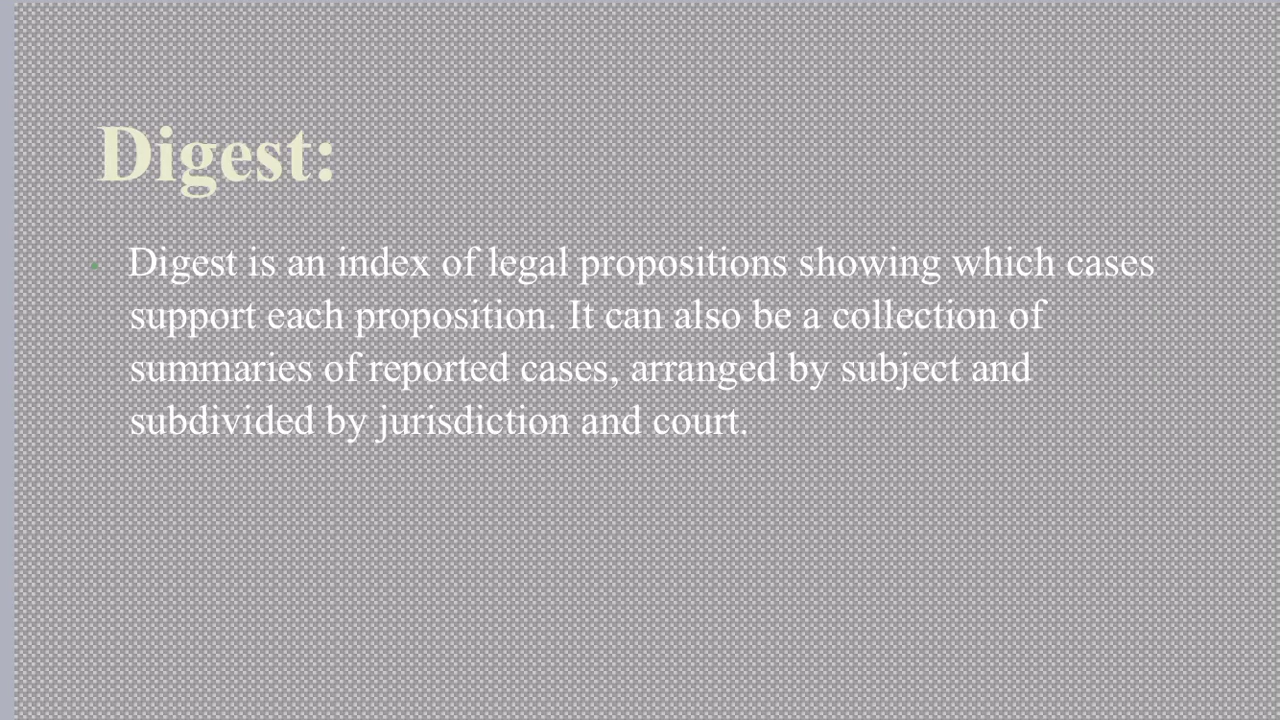 Digest:
• Digest is an index of legal propositions showing which cases
support each proposition. It can also be a collection of
summaries of reported cases, arranged by subject and
subdivided by jurisdiction and court.